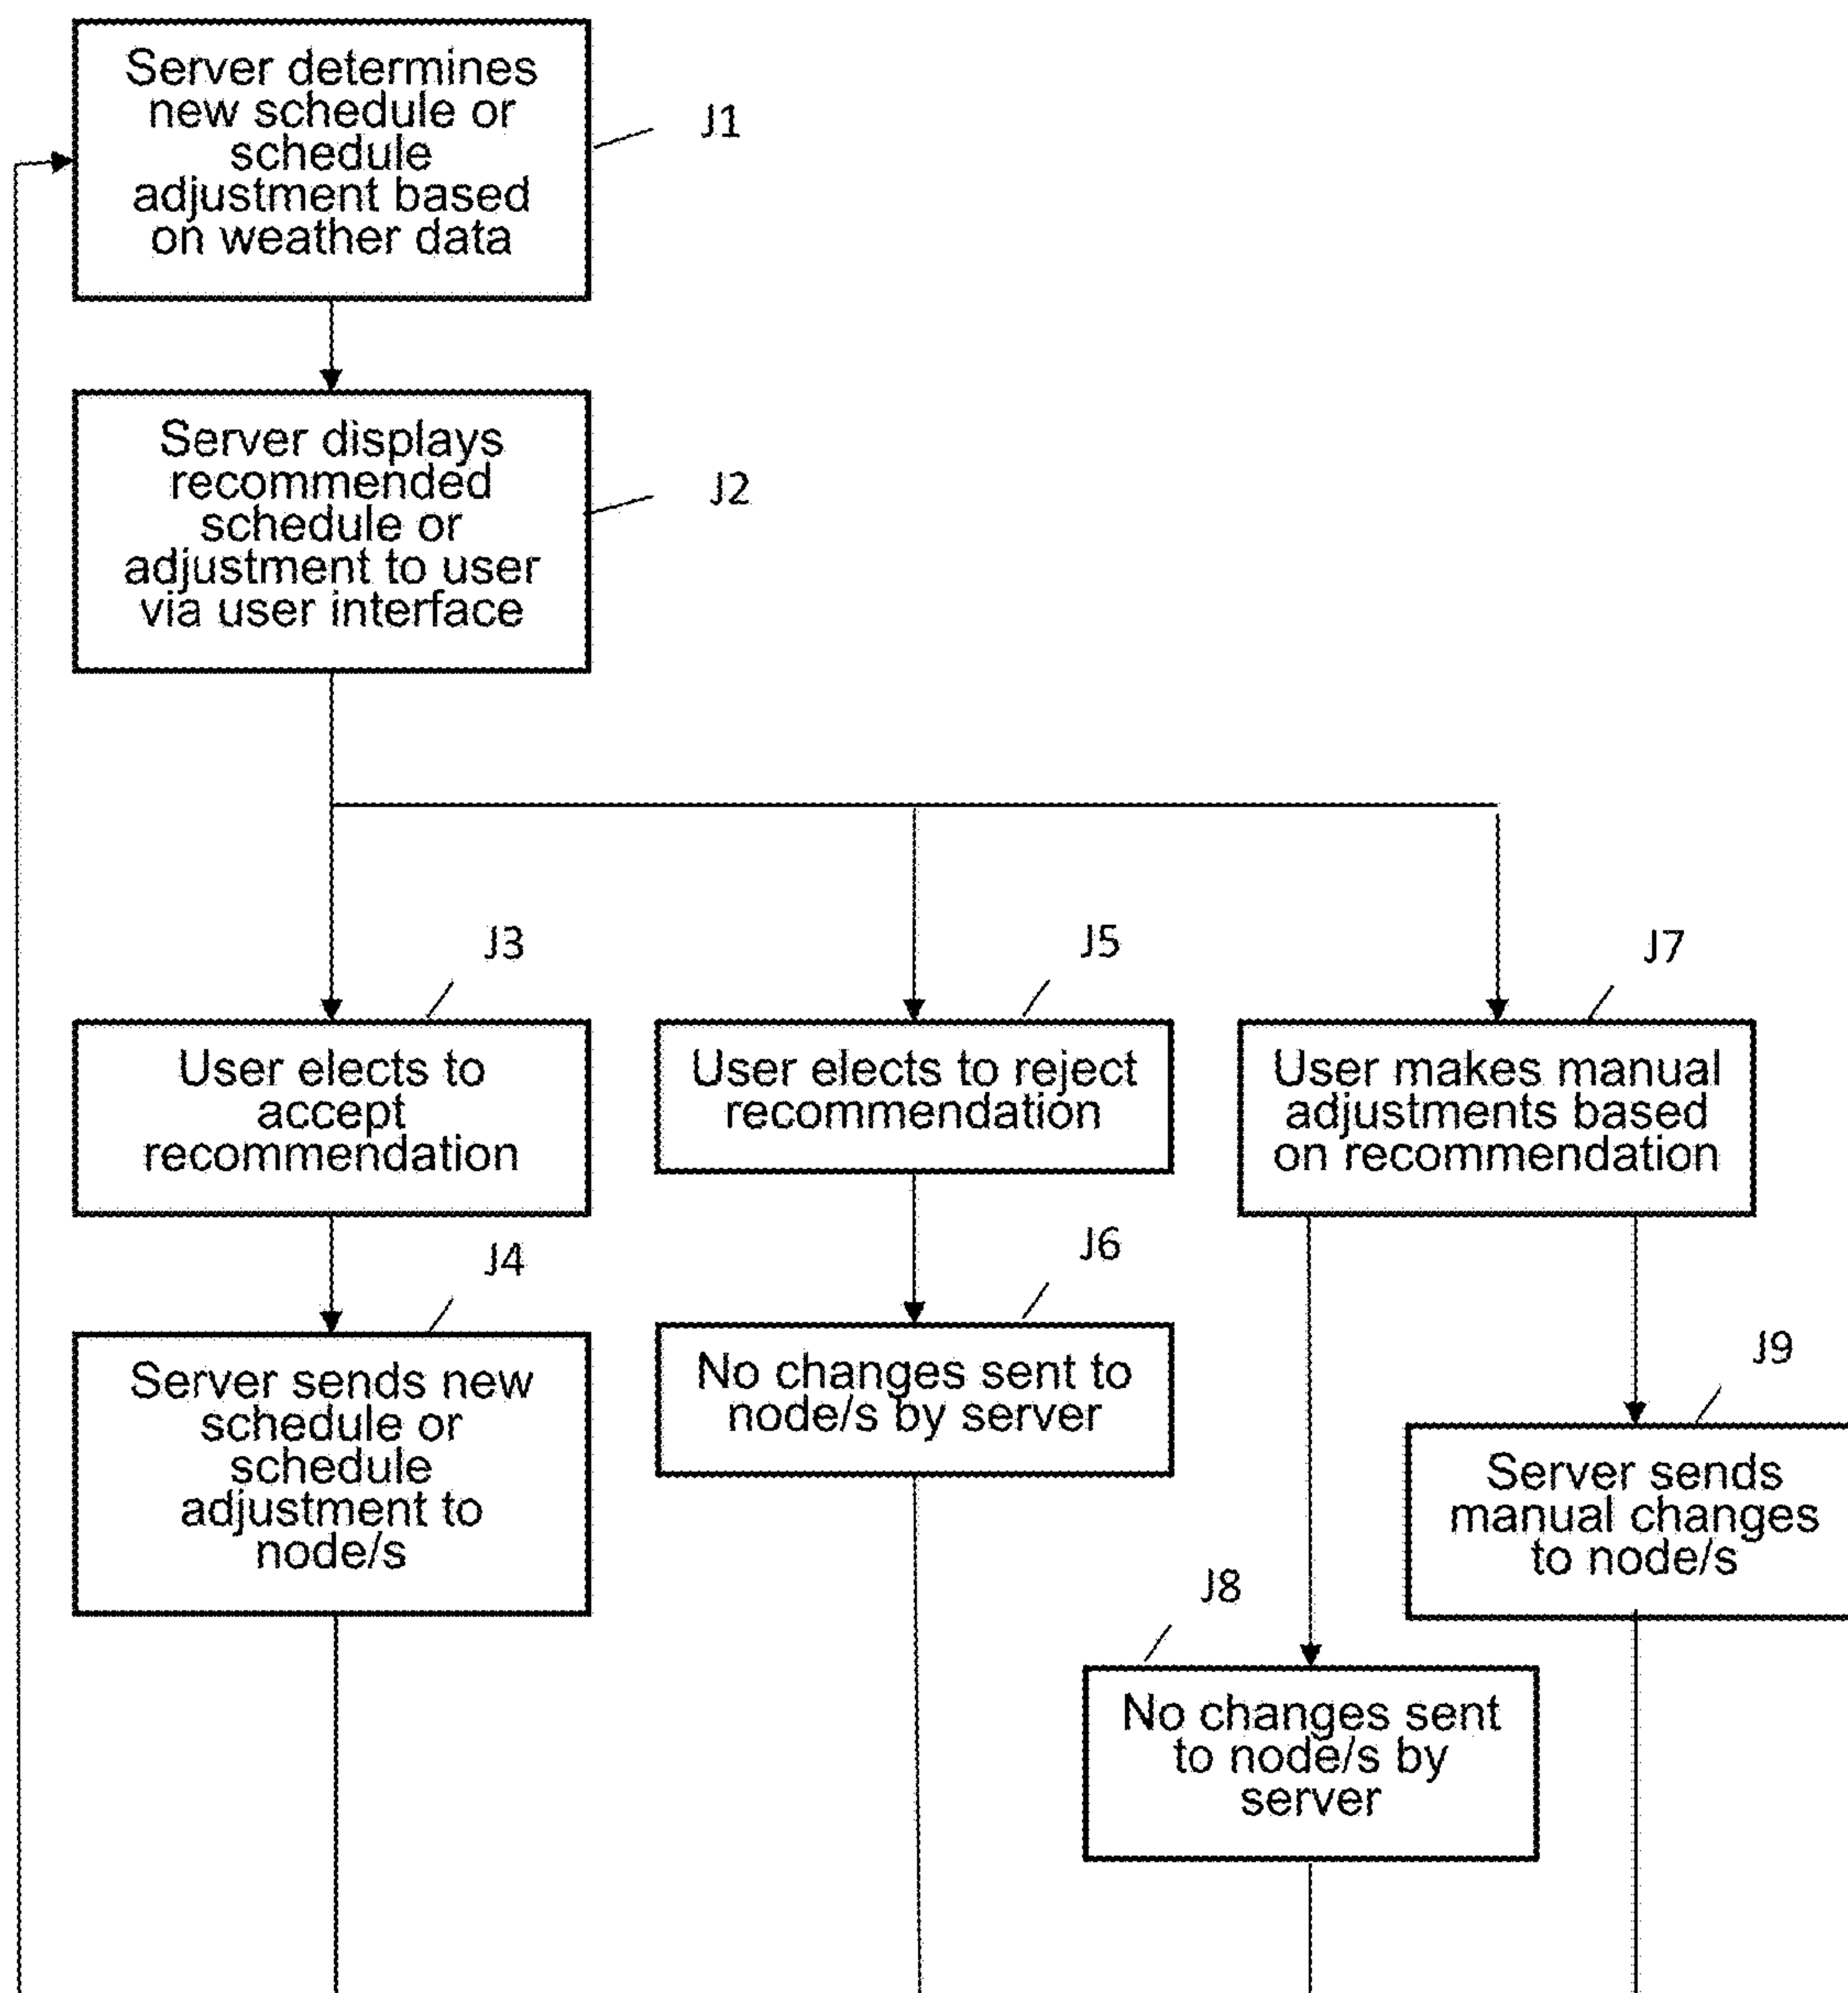 Server determines
new schedule or
schedule
adjustment based
on weather data
J1
Server displays
recommended
schedule or
adjustment to user
via user interface
J2
J3
User elects to
accept
recommendation
J4
Server sends new
schedule or
schedule
adjustment to
node/s
J5
User elects to reject
recommendation
J6
No changes sent to
node/s by server
J7
User makes manual
adjustments based
on recommendation
J8
No changes sent
to node/s by
server
J9
Server sends
manual changes
to node/s